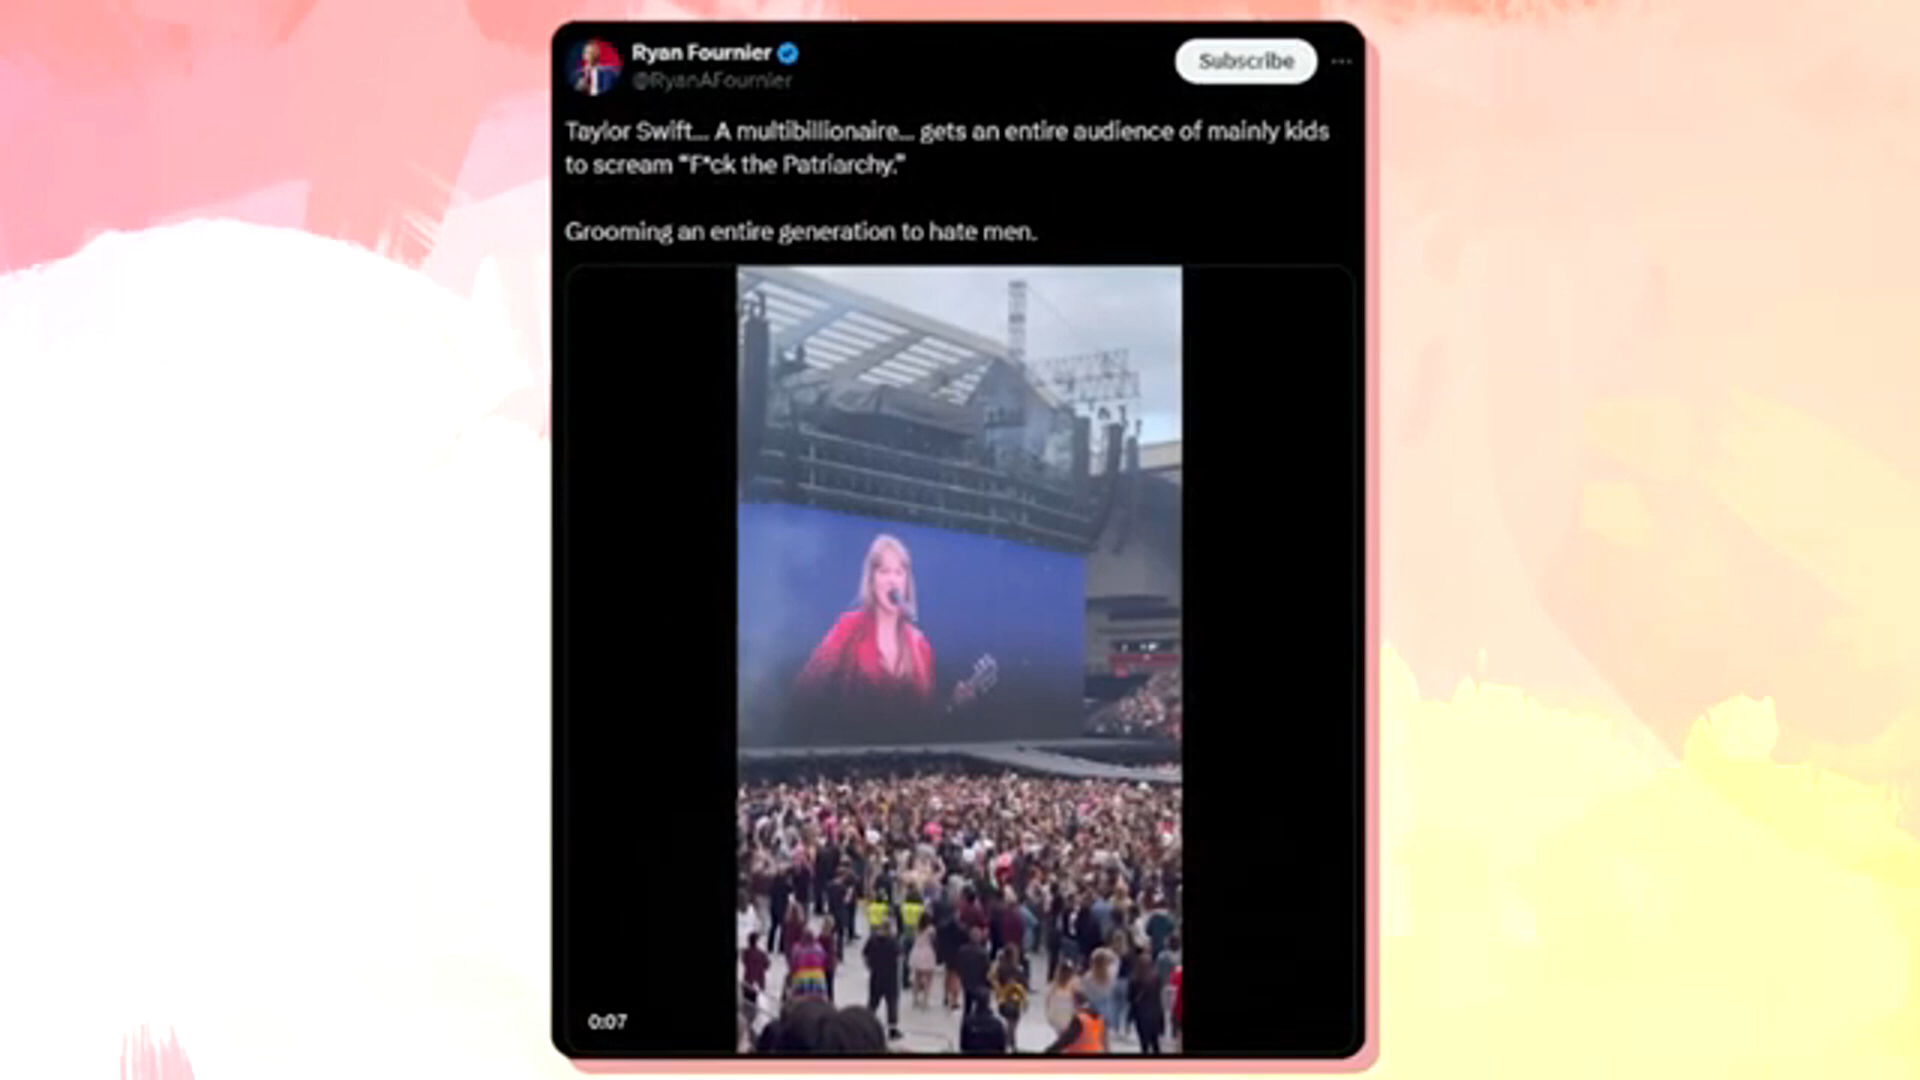 Ryan Fournier
@RyanAFournier
Subscribe
Taylor Swift... A multibillionaire... gets an entire audience of mainly kids
to scream "F*ck the Patriarchy."
Grooming an entire generation to hate men.
0:07